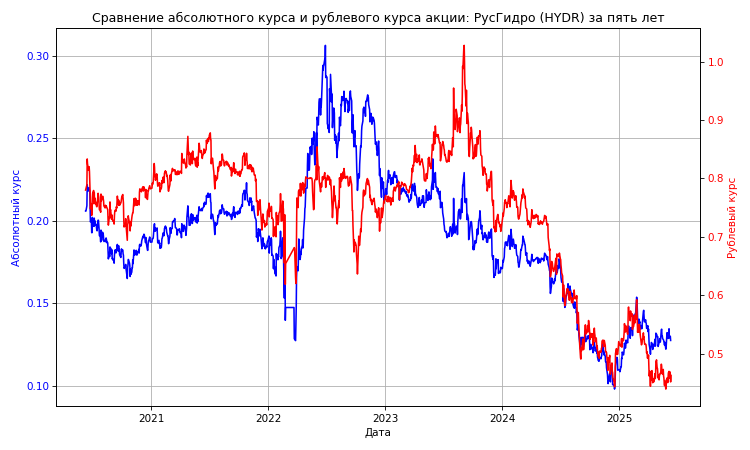 Сравнение абсолютного курса и рублевого курса акции: РусГидро (HYDR) за пять лет
0.30
0.25
0.20
0.15
0.10
Абсолютный курс
1.0
0.9
0.8
0.7
0.6
0.5
Рублевый курс
2021 2022 2023 2024 2025
Дата